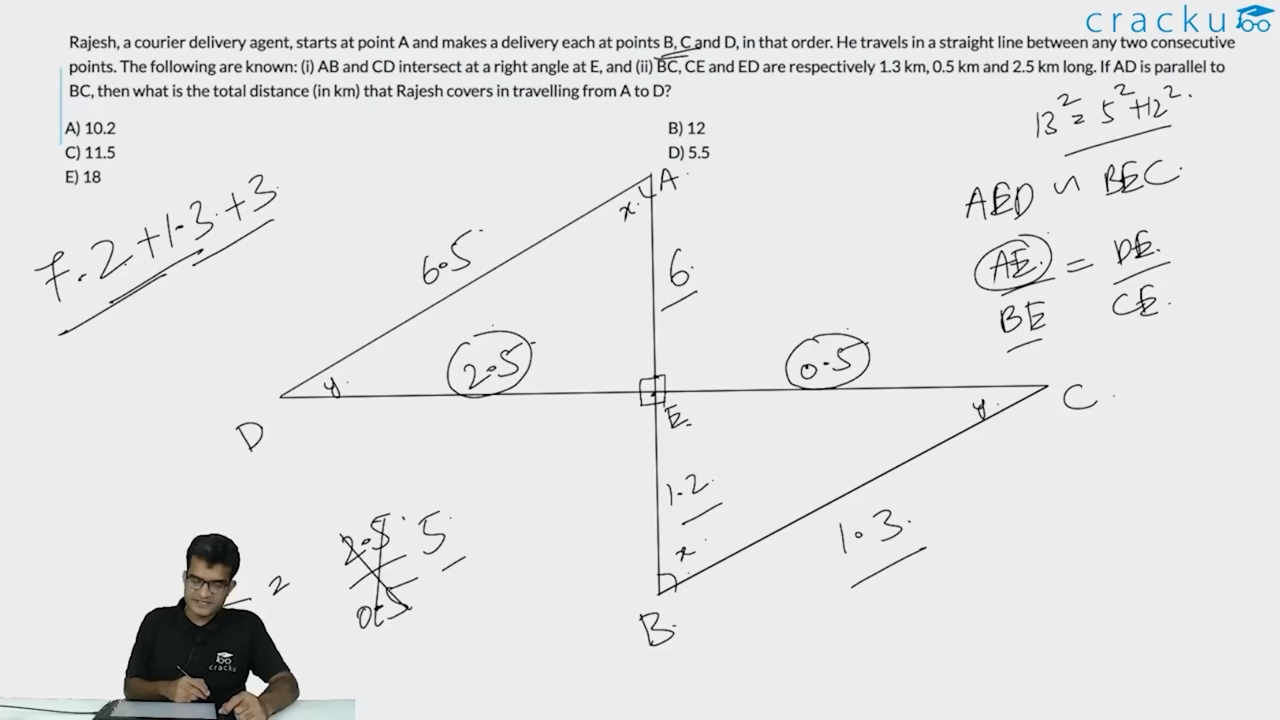 cracku
Rajesh, a courier delivery agent, starts at point A and makes a delivery each at points B, C and D, in that order. He travels in a straight line between any two consecutive
points. The following are known: (i) AB and CD intersect at a right angle at E, and (ii) BC, CE and ED are respectively 1.3 km, 0.5 km and 2.5 km long. If AD is parallel to
BC, then what is the total distance (in km) that Rajesh covers in travelling from A to D?
A) 10.2
B) 12
C) 11.5
D) 5.5
E) 18
13² = 5² + 12².
AED ∽ BEC.
AE = DE.
BE CE.
7.2 + 1.3 + 3
A.
x.
6.5
6.
2.5
0.5
y.
D
E.
y.
C.
1.2.
x
1.3.
B.
2.5 5
0.5
2
cracku